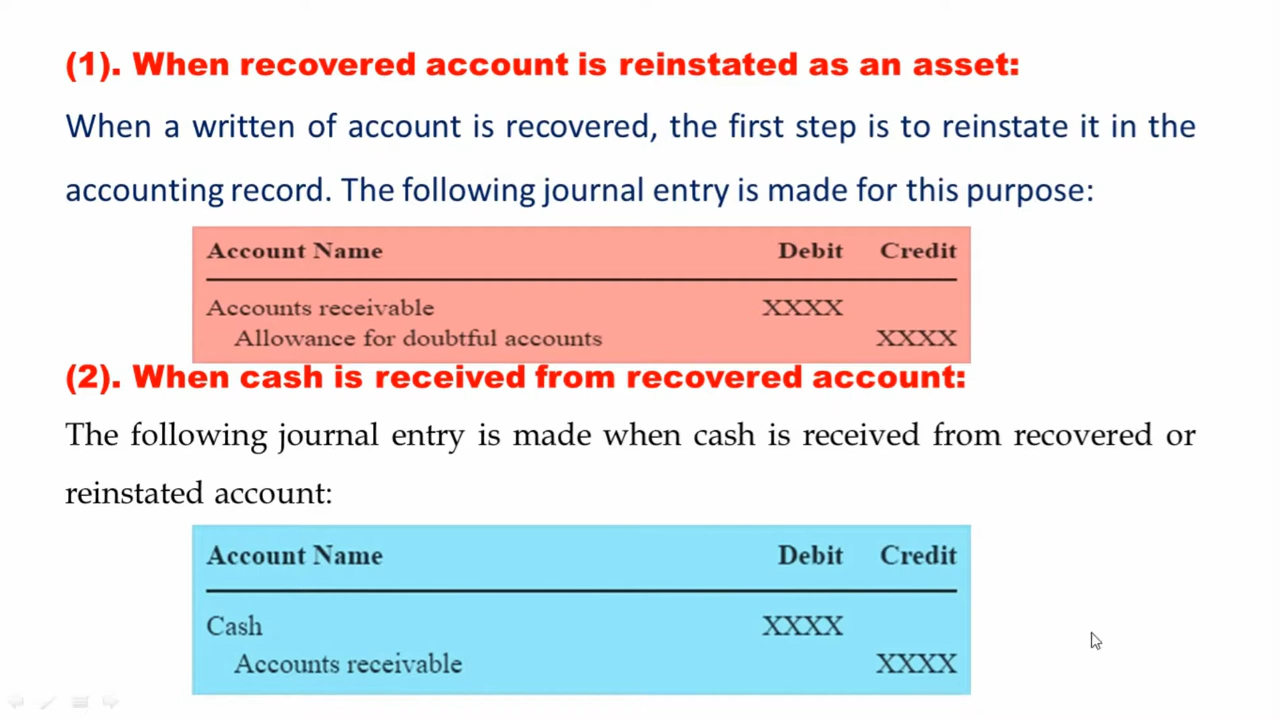 (1). When recovered account is reinstated as an asset:
When a written of account is recovered, the first step is to reinstate it in the
accounting record. The following journal entry is made for this purpose:
Account Name Debit Credit
Accounts receivable XXXX
Allowance for doubtful accounts XXXX
(2). When cash is received from recovered account:
The following journal entry is made when cash is received from recovered or
reinstated account:
Account Name Debit Credit
Cash XXXX
Accounts receivable XXXX